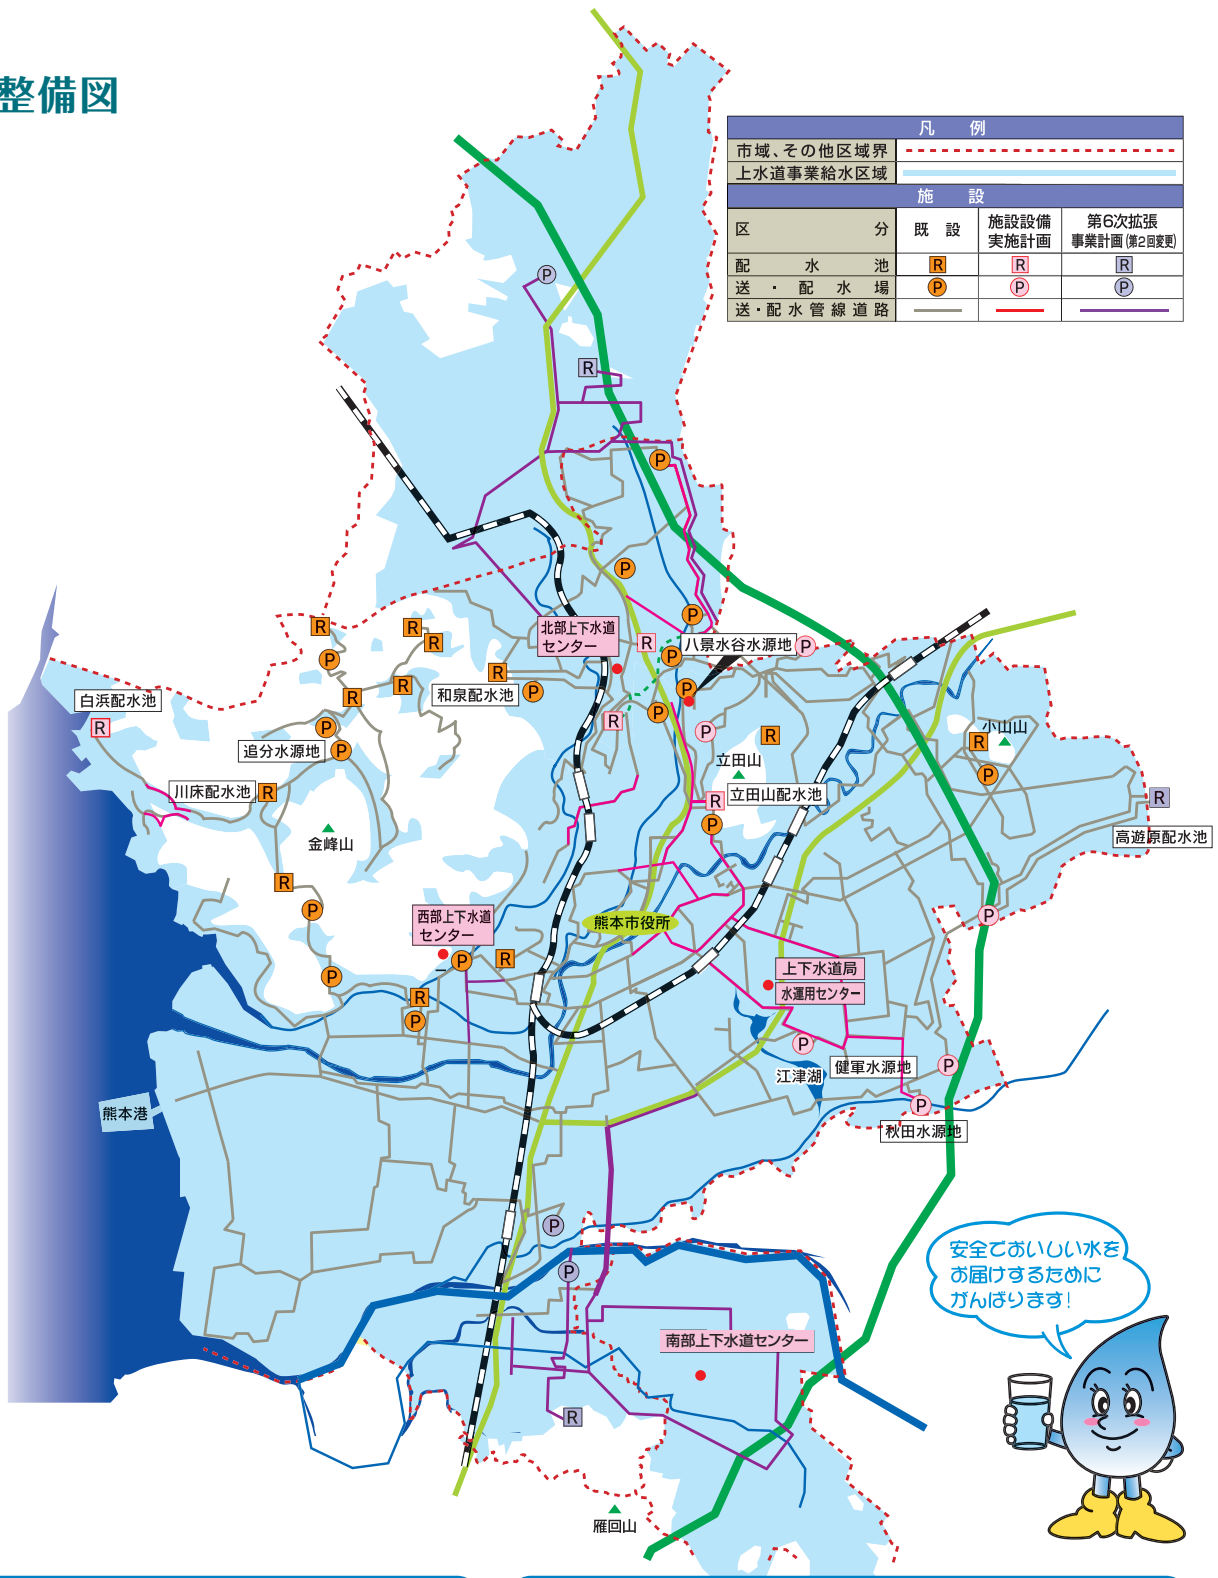 整備図
凡 例
市域、その他区域界
上水道事業給水区域
施 設
区 分
既 設
施設設備
実施計画
第6次拡張
事業計画(第2回変更)
配 水 池
R
R
R
送・配水場
P
P
P
送・配水管線道路
P
R
P
P
P
北部上下水道
センター
R
八景水谷水源地
P
R
P
R
R
P
P
R
R
和泉配水池
P
R
P
白浜配水池
R
P
R
P
P
R
追分水源地
P
小山山
R
P
立田山
川床配水池
R
R
立田山配水池
R
P
高遊原配水池
金峰山
R
P
西部上下水道
センター
熊本市役所
P
P
R
P
R
P
上下水道局
水運用センター
P
江津湖
健軍水源地
P
P
秋田水源地
熊本港
P
P
南部上下水道センター
R
雁回山
安全でおいしい水を
お届けするために
がんばります!